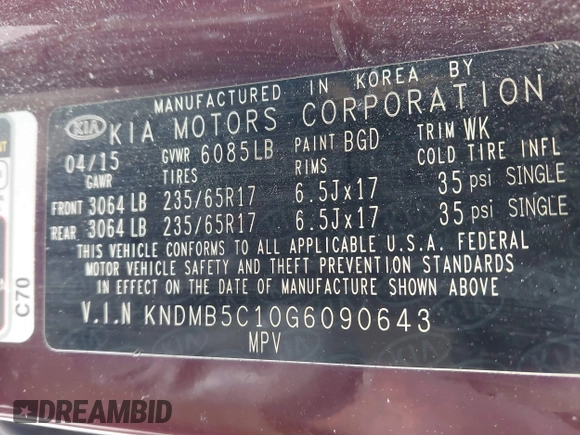 MANUFACTURED IN KOREA BY
KIA KIA MOTORS CORPORATION
04/15 GVWR 6085LB PAINT BGD TRIM WK
GAWR TIRES RIMS COLD TIRE INFL
FRONT 3064 LB 235/65R17 6.5Jx17 35 psi SINGLE
REAR 3064 LB 235/65R17 6.5Jx17 35 psi SINGLE
THIS VEHICLE CONFORMS TO ALL APPLICABLE U.S.A. FEDERAL
MOTOR VEHICLE SAFETY AND THEFT PREVENTION STANDARDS
IN EFFECT ON THE DATE OF MANUFACTURE SHOWN ABOVE.
V.I.N KNDMB5C10G6090643
MPV
C70
DREAMBID